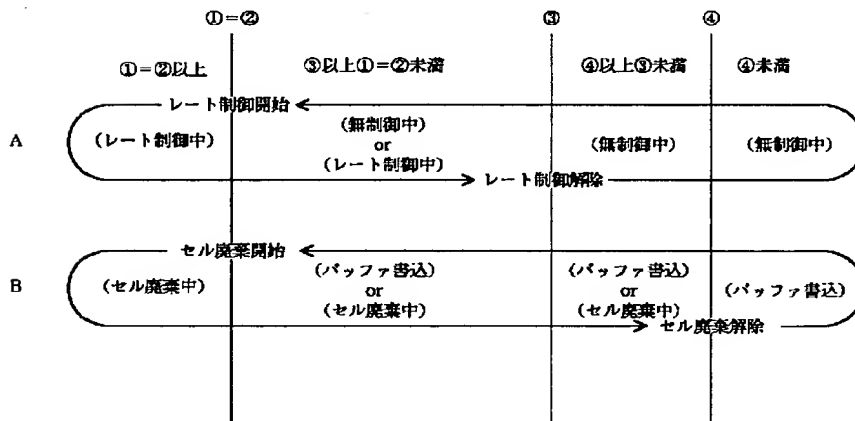 ①=② ③ ④
①=②以上 ③以上①=②未満 ④以上③未満 ④未満
レート制御開始
A (レート制御中) (無制御中) (無制御中) (無制御中)
or
(レート制御中)
レート制御解除
セル廃棄開始
B (セル廃棄中) (バッファ書込) (バッファ書込) (バッファ書込)
or or
(セル廃棄中) (セル廃棄中)
セル廃棄解除